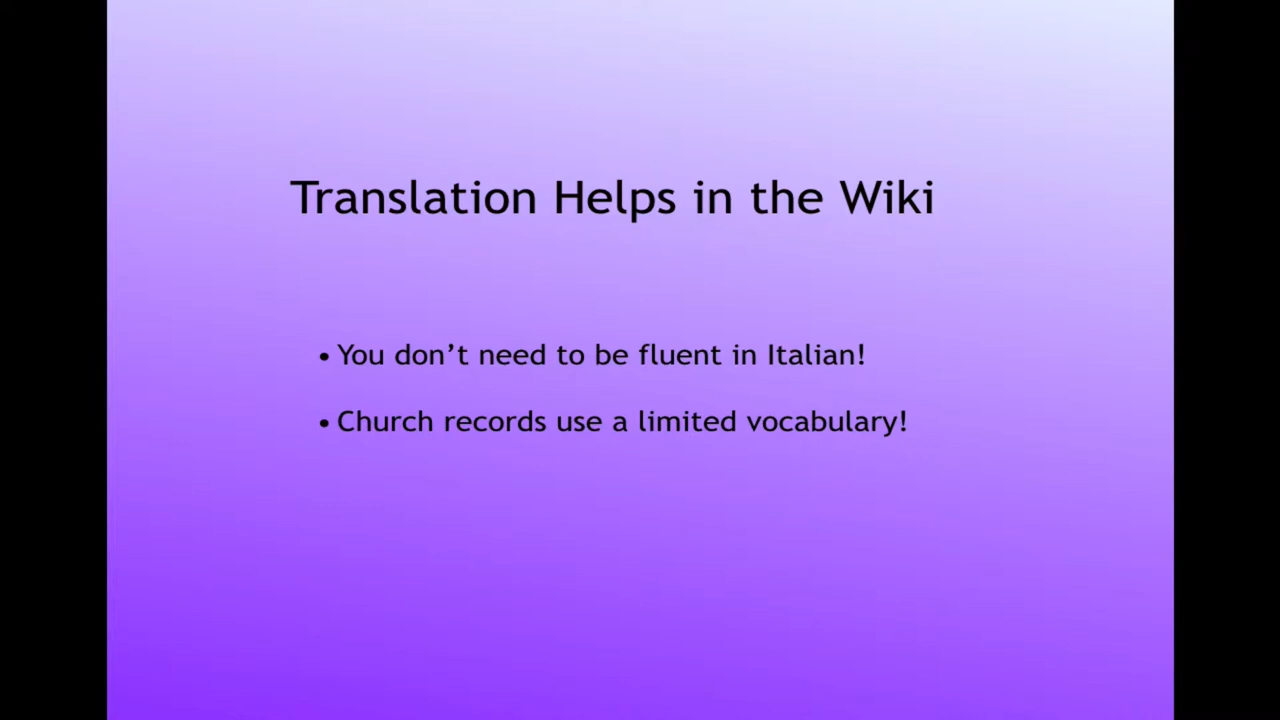 Translation Helps in the Wiki
• You don’t need to be fluent in Italian!
• Church records use a limited vocabulary!